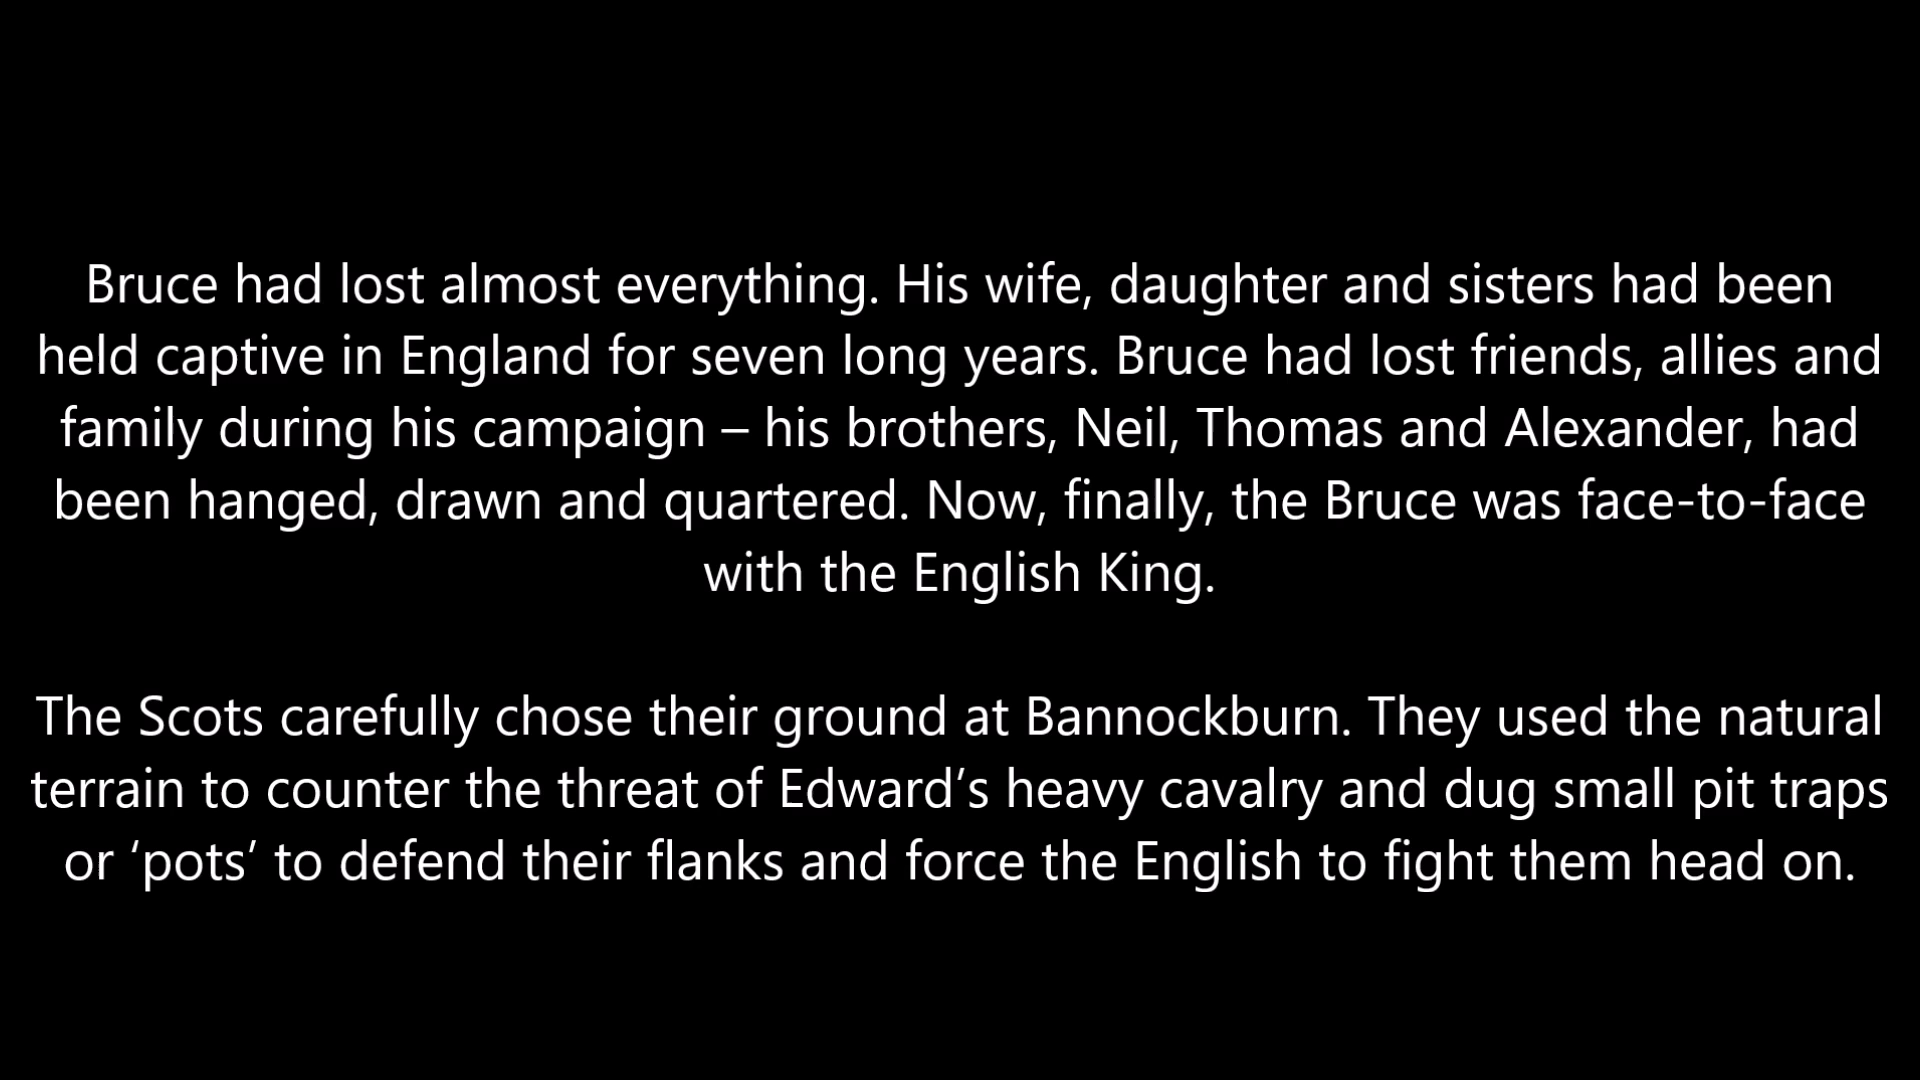 Bruce had lost almost everything. His wife, daughter and sisters had been
held captive in England for seven long years. Bruce had lost friends, allies and
family during his campaign – his brothers, Neil, Thomas and Alexander, had
been hanged, drawn and quartered. Now, finally, the Bruce was face-to-face
with the English King.
The Scots carefully chose their ground at Bannockburn. They used the natural
terrain to counter the threat of Edward’s heavy cavalry and dug small pit traps
or ‘pots’ to defend their flanks and force the English to fight them head on.